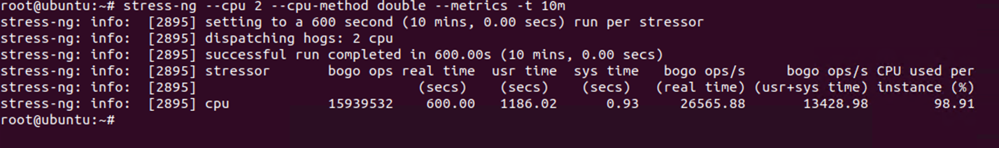 root@ubuntu:~# stress-ng --cpu 2 --cpu-method double --metrics -t 10m
stress-ng: info:  [2895] setting to a 600 second (10 mins, 0.00 secs) run per stressor
stress-ng: info:  [2895] dispatching hogs: 2 cpu
stress-ng: info:  [2895] successful run completed in 600.00s (10 mins, 0.00 secs)
stress-ng: info:  [2895] stressor       bogo ops real time  usr time  sys time   bogo ops/s     bogo ops/s CPU used per
stress-ng: info:  [2895]                           (secs)    (secs)    (secs)   (real time) (usr+sys time) instance (%)
stress-ng: info:  [2895] cpu            15939532    600.00   1186.02      0.93     26565.88       13428.98        98.91
root@ubuntu:~#